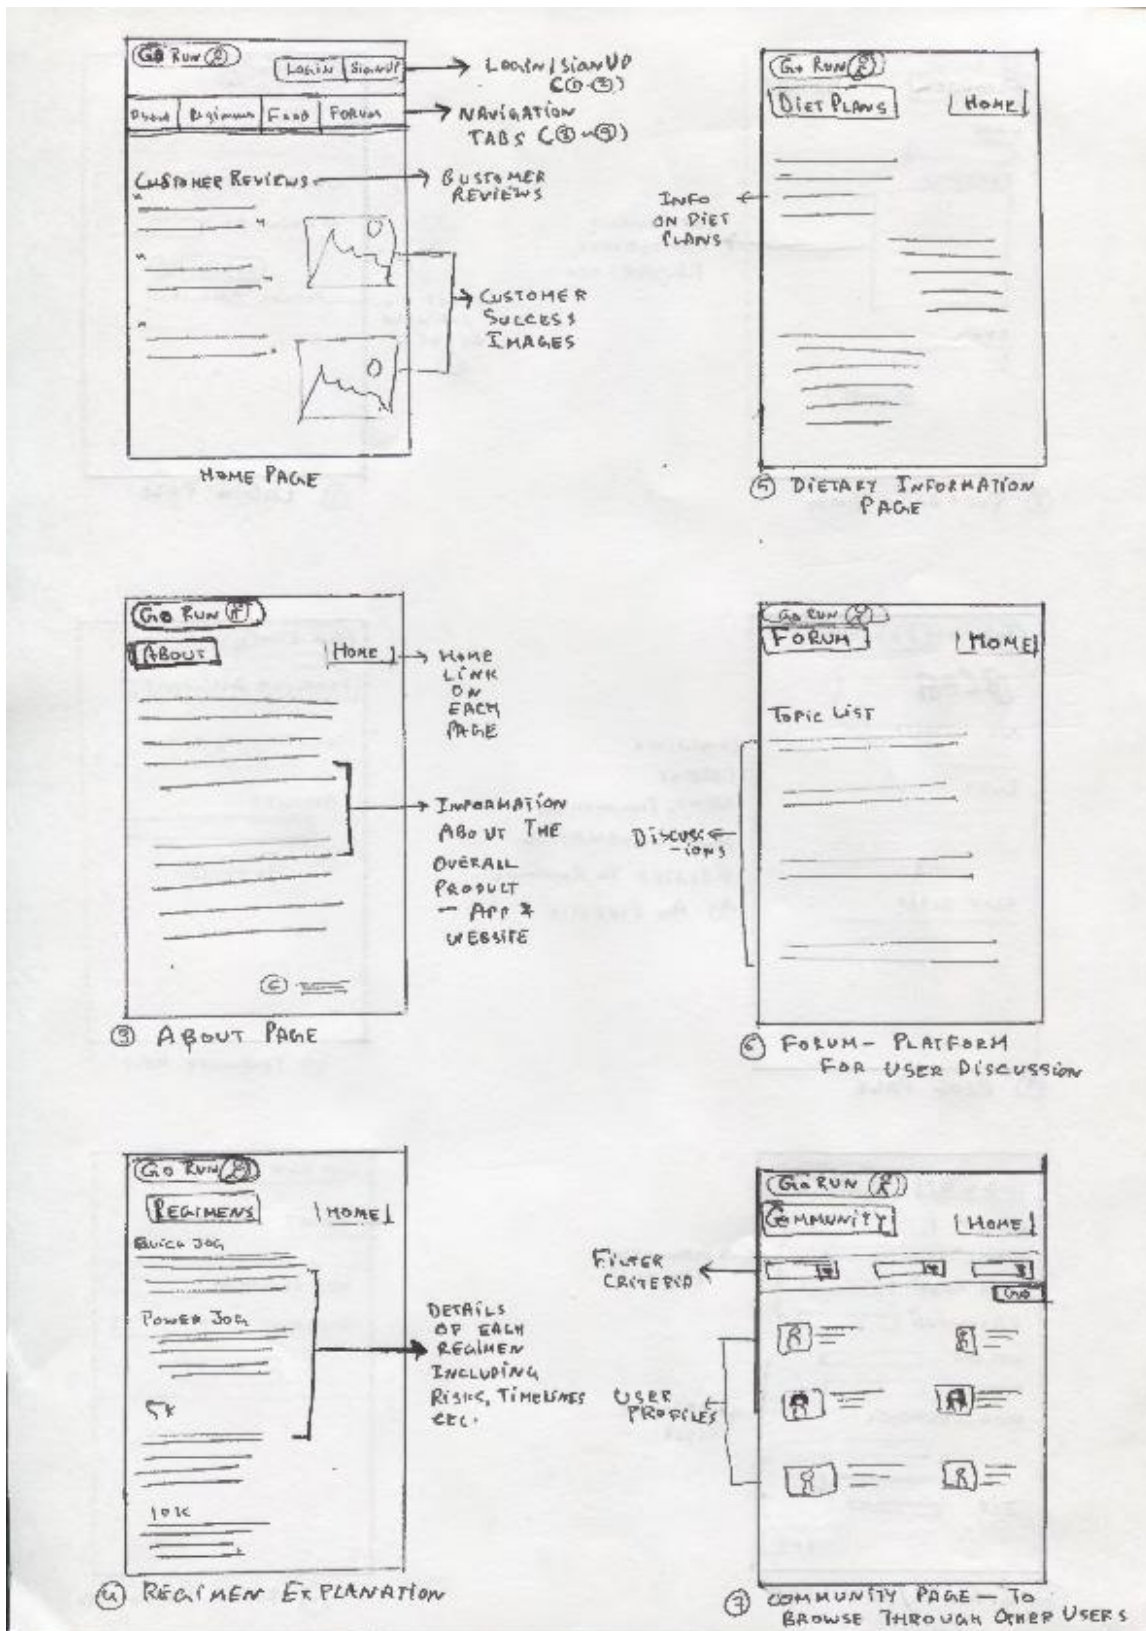 GO RUN
LOGIN | SIGNUP
LOGIN/SIGNUP
(①-②)
About | Regimens | FOOD | FORUM
NAVIGATION
TABS
CUSTOMER REVIEWS
CUSTOMER
REVIEWS
CUSTOMER
SUCCESS
IMAGES
HOME PAGE
GO RUN
DIET PLANS
HOME
INFO
ON DIET
PLANS
⑤ DIETARY INFORMATION
PAGE
GO RUN
ABOUT
HOME
HOME
LINK
ON
EACH
PAGE
INFORMATION
ABOUT THE
OVERALL
PRODUCT
- APP &
WEBSITE
©
③ ABOUT PAGE
GO RUN
FORUM
HOME
TOPIC LIST
DISCUSS
-IONS
⑥ FORUM- PLATFORM
FOR USER DISCUSSION
GO RUN
REGIMENS
HOME
QUICK JOG
POWER JOG
5K
10K
DETAILS
OF EACH
REGIMEN
INCLUDING
RISKS, TIMELINES
ETC.
④ REGIMEN EXPLANATION
GO RUN
COMMUNITY
HOME
FILTER
CRITERIA
GO
USER
PROFILES
⑦ COMMUNITY PAGE - TO
BROWSE THROUGH OTHER USERS